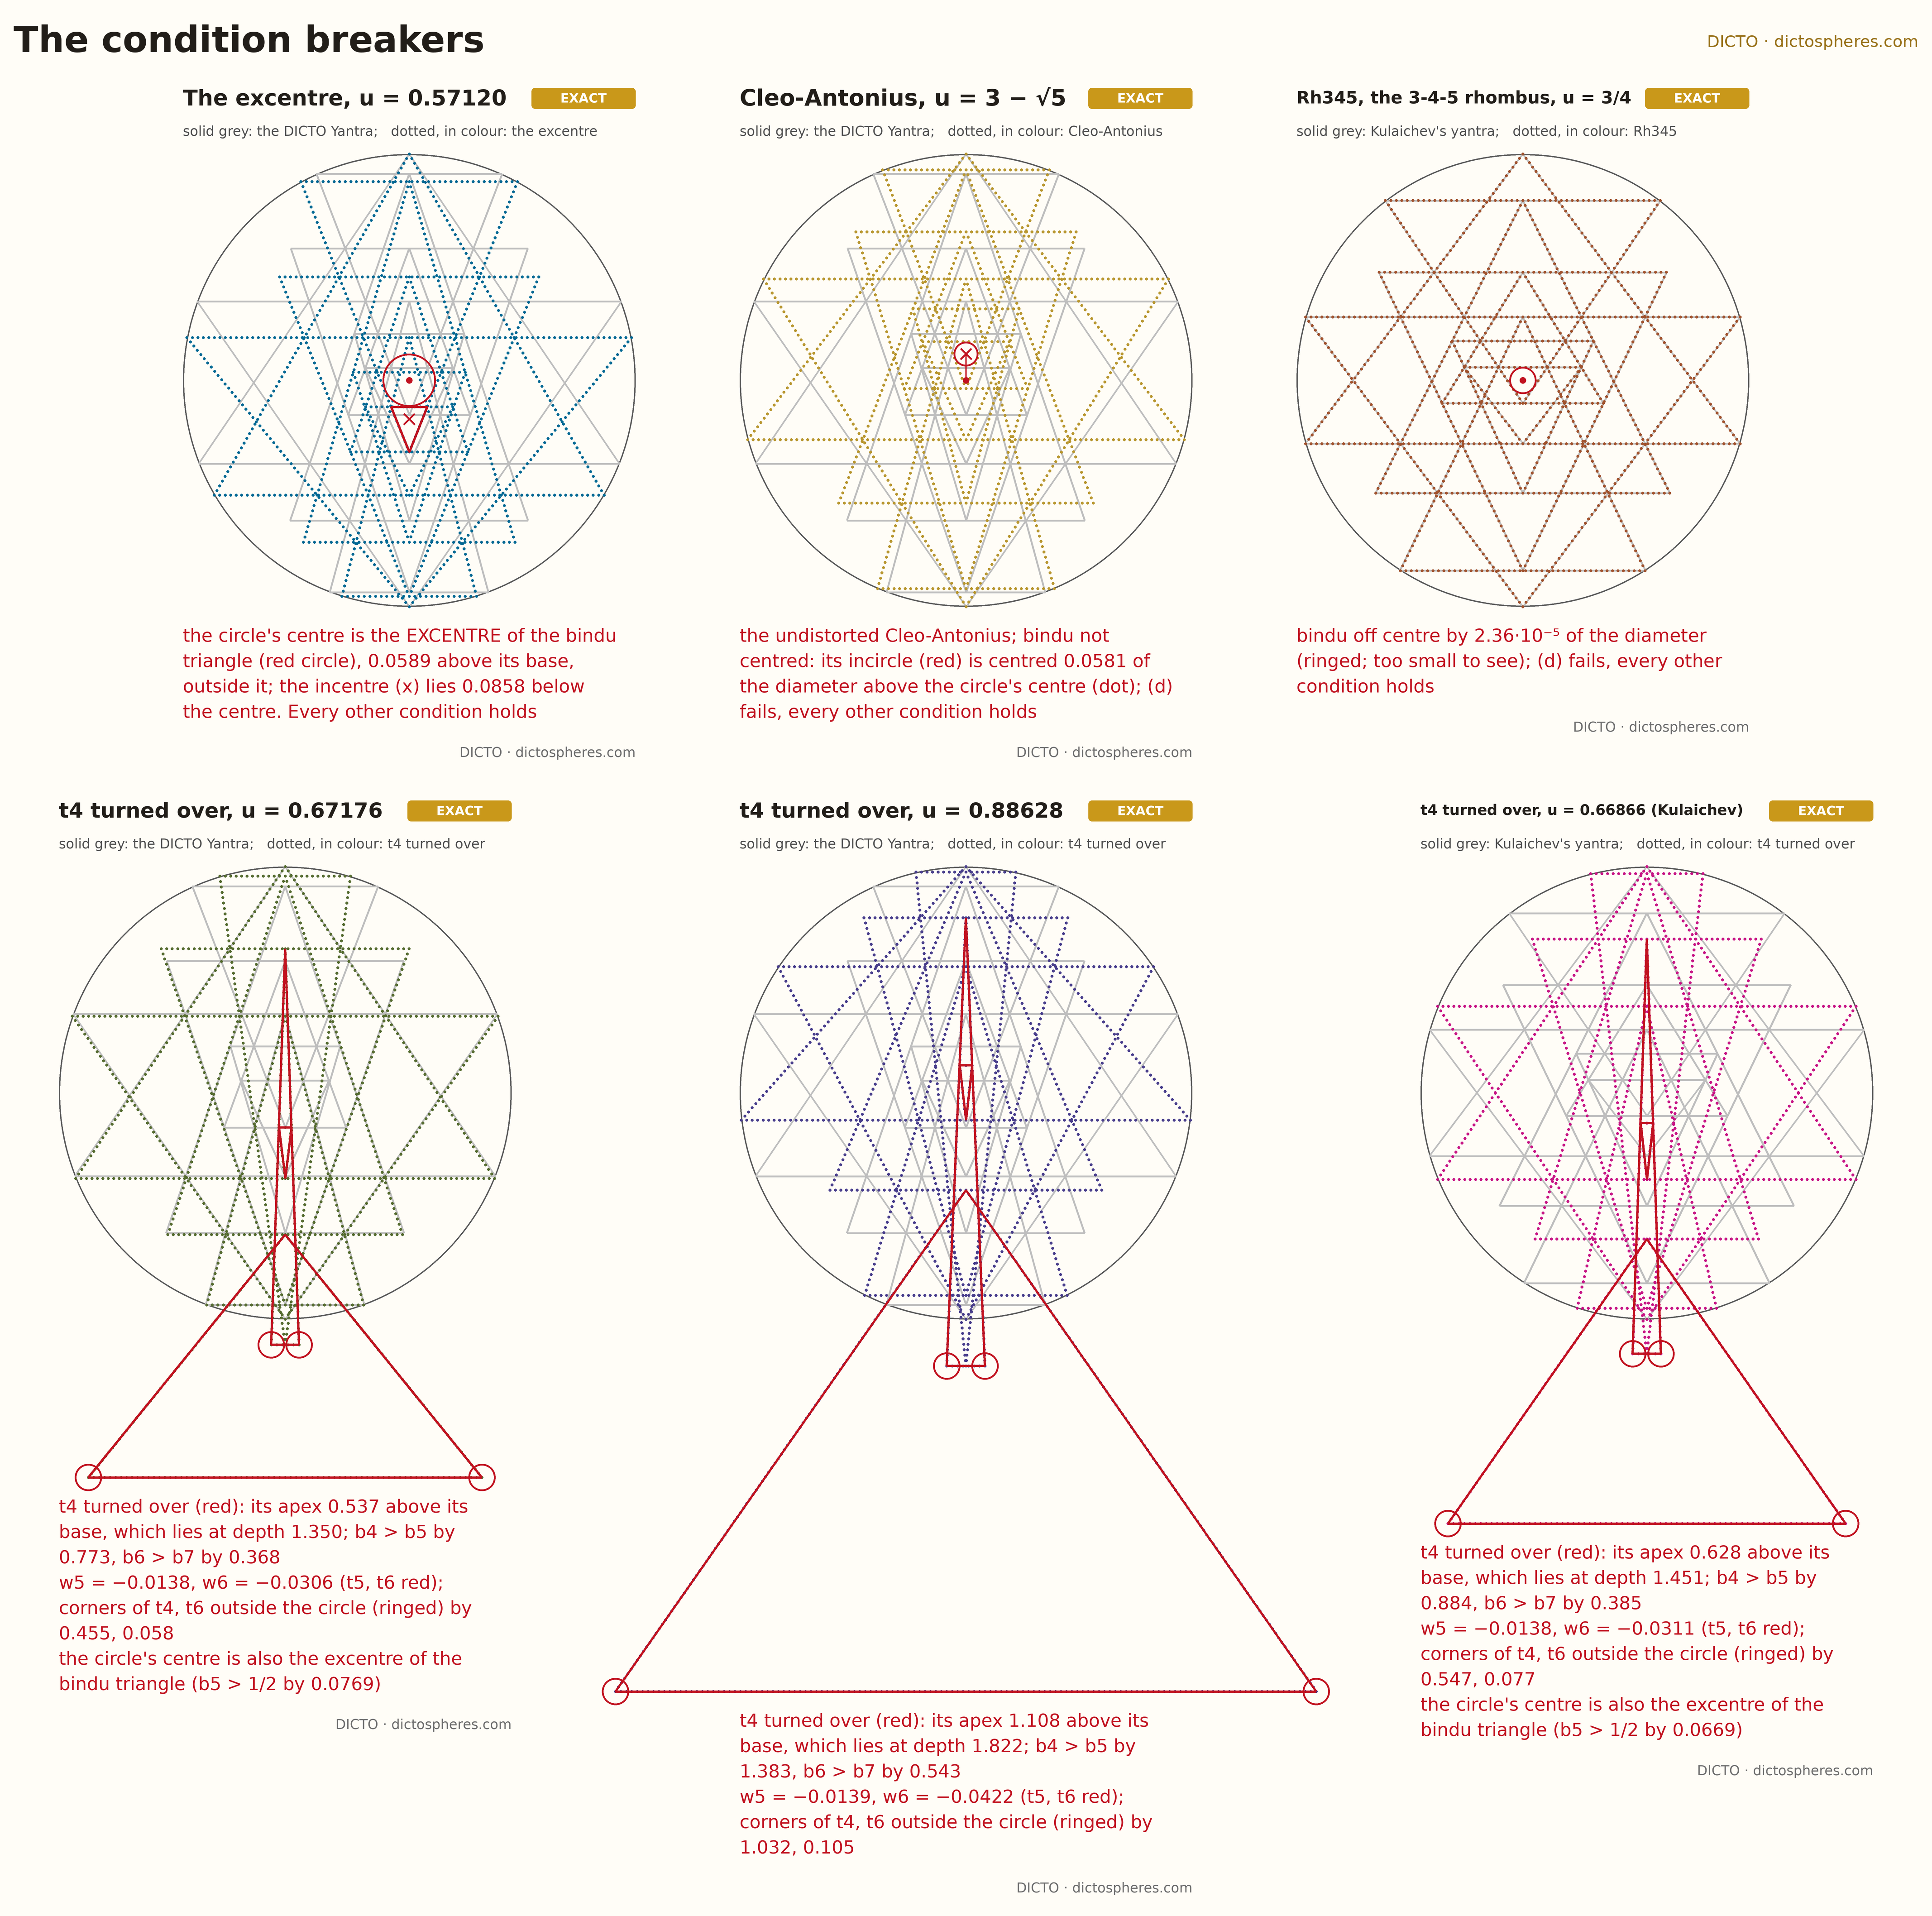 The condition breakers
DICTO · dictospheres.com
The excentre, u = 0.57120
EXACT
solid grey: the DICTO Yantra; dotted, in colour: the excentre
the circle's centre is the EXCENTRE of the bindu
triangle (red circle), 0.0589 above its base,
outside it; the incentre (x) lies 0.0858 below
the centre. Every other condition holds
DICTO · dictospheres.com
Cleo-Antonius, u = 3 − √5
EXACT
solid grey: the DICTO Yantra; dotted, in colour: Cleo-Antonius
the undistorted Cleo-Antonius; bindu not
centred: its incircle (red) is centred 0.0581 of
the diameter above the circle's centre (dot); (d)
fails, every other condition holds
DICTO · dictospheres.com
Rh345, the 3-4-5 rhombus, u = 3/4
EXACT
solid grey: Kulaichev's yantra; dotted, in colour: Rh345
bindu off centre by 2.36·10⁻⁵ of the diameter
(ringed; too small to see); (d) fails, every other
condition holds
DICTO · dictospheres.com
t4 turned over, u = 0.67176
EXACT
solid grey: the DICTO Yantra; dotted, in colour: t4 turned over
t4 turned over (red): its apex 0.537 above its
base, which lies at depth 1.350; b4 > b5 by
0.773, b6 > b7 by 0.368
w5 = −0.0138, w6 = −0.0306 (t5, t6 red);
corners of t4, t6 outside the circle (ringed) by
0.455, 0.058
the circle's centre is also the excentre of the
bindu triangle (b5 > 1/2 by 0.0769)
DICTO · dictospheres.com
t4 turned over, u = 0.88628
EXACT
solid grey: the DICTO Yantra; dotted, in colour: t4 turned over
t4 turned over (red): its apex 1.108 above its
base, which lies at depth 1.822; b4 > b5 by
1.383, b6 > b7 by 0.543
w5 = −0.0139, w6 = −0.0422 (t5, t6 red);
corners of t4, t6 outside the circle (ringed) by
1.032, 0.105
DICTO · dictospheres.com
t4 turned over, u = 0.66866 (Kulaichev)
EXACT
solid grey: Kulaichev's yantra; dotted, in colour: t4 turned over
t4 turned over (red): its apex 0.628 above its
base, which lies at depth 1.451; b4 > b5 by
0.884, b6 > b7 by 0.385
w5 = −0.0138, w6 = −0.0311 (t5, t6 red);
corners of t4, t6 outside the circle (ringed) by
0.547, 0.077
the circle's centre is also the excentre of the
bindu triangle (b5 > 1/2 by 0.0669)
DICTO · dictospheres.com